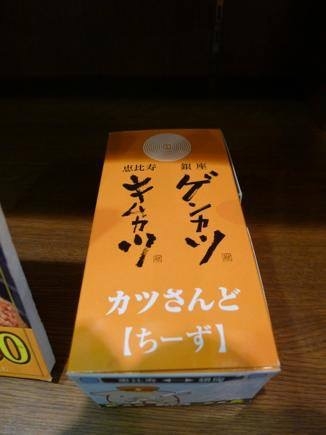 恵比寿 銀座
キムカツ ゲンカツ
カツさんど
【ちーず】